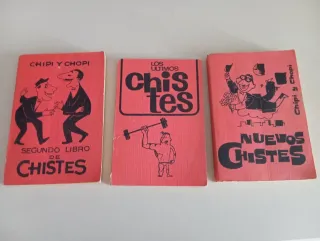 CHIPI Y CHOPI
SEGUNDO LIBRO
DE
CHISTES
LOS
ULTIMOS
chis
tes
NUEVOS
CHISTES
Chipi y Chopi